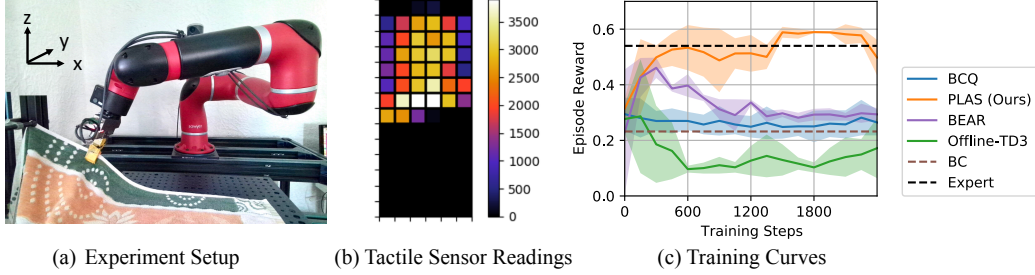 z
y
x
3500
3000
2500
2000
1500
1000
500
0
Episode Reward
0.6
0.4
0.2
0.0
0
600
1200
1800
Training Steps
BCQ
PLAS (Ours)
BEAR
Offline-TD3
BC
Expert
(a) Experiment Setup
(b) Tactile Sensor Readings
(c) Training Curves